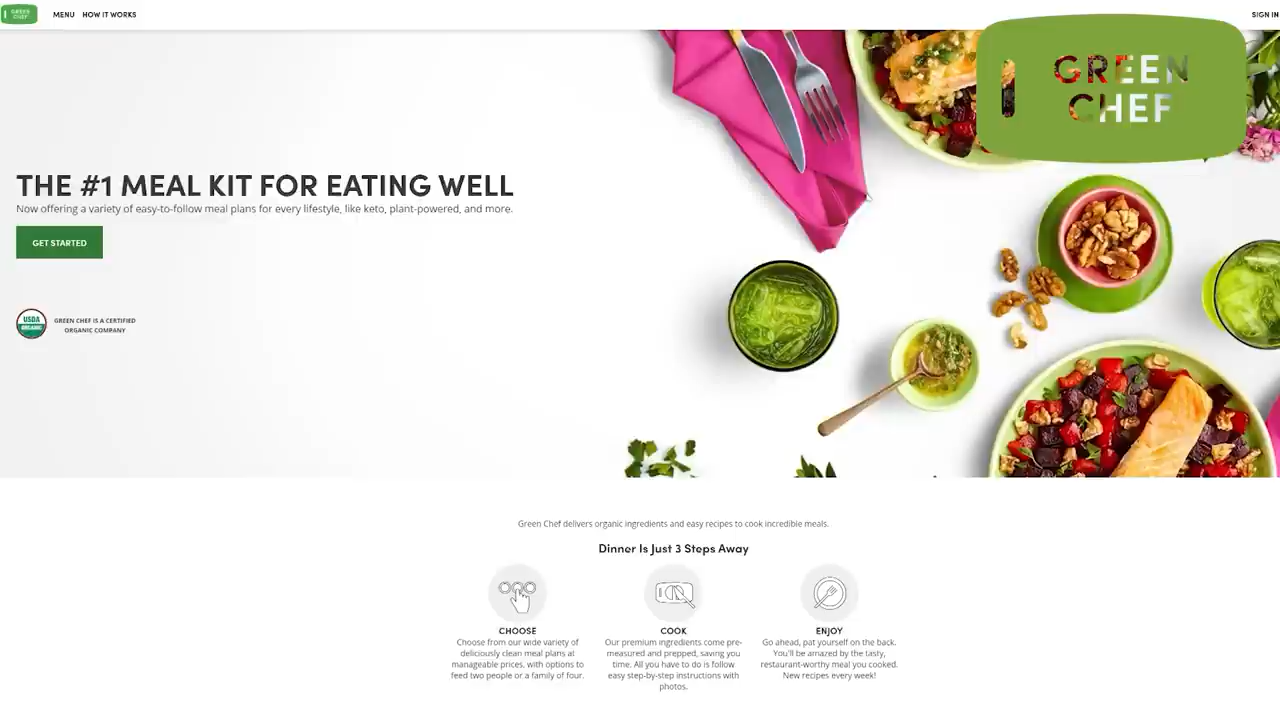 GREEN
CHEF
MENU
HOW IT WORKS
SIGN IN
GREEN
CHEF
THE #1 MEAL KIT FOR EATING WELL
Now offering a variety of easy-to-follow meal plans for every lifestyle, like keto, plant-powered, and more.
GET STARTED
USDA
ORGANIC
GREEN CHEF IS A CERTIFIED
ORGANIC COMPANY
Green Chef delivers organic ingredients and easy recipes to cook incredible meals.
Dinner Is Just 3 Steps Away
CHOOSE
Choose from our wide variety of
deliciously clean meal plans at
manageable prices, with options to
feed two people or a family of four.
COOK
Our premium ingredients come pre-
measured and prepped, saving you
time. All you have to do is follow
easy step-by-step instructions with
photos.
ENJOY
Go ahead, pat yourself on the back.
You'll be amazed by the tasty,
restaurant-worthy meal you cooked.
New recipes every week!